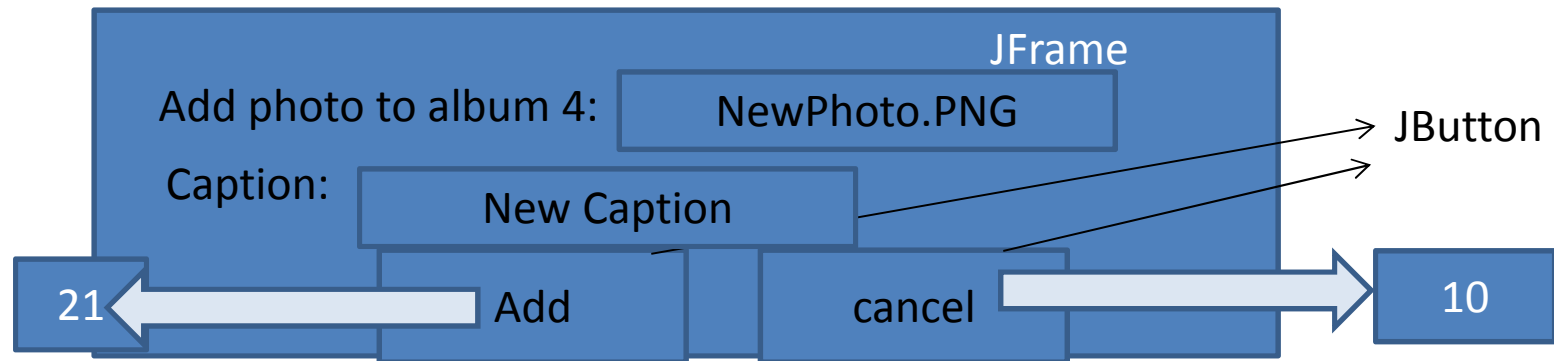 JFrame
Add photo to album 4: NewPhoto.PNG
JButton
Caption: New Caption
21 Add cancel 10